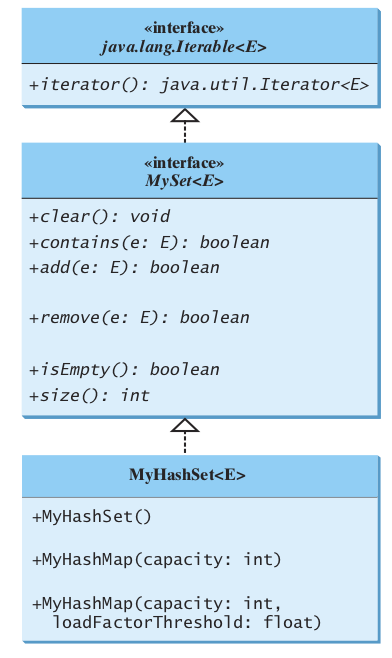 «interface»
java.lang.Iterable<E>
+iterator(): java.util.Iterator<E>
«interface»
MySet<E>
+clear(): void
+contains(e: E): boolean
+add(e: E): boolean
+remove(e: E): boolean
+isEmpty(): boolean
+size(): int
MyHashSet<E>
+MyHashSet()
+MyHashMap(capacity: int)
+MyHashMap(capacity: int,
loadFactorThreshold: float)